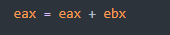 eax = eax + ebx